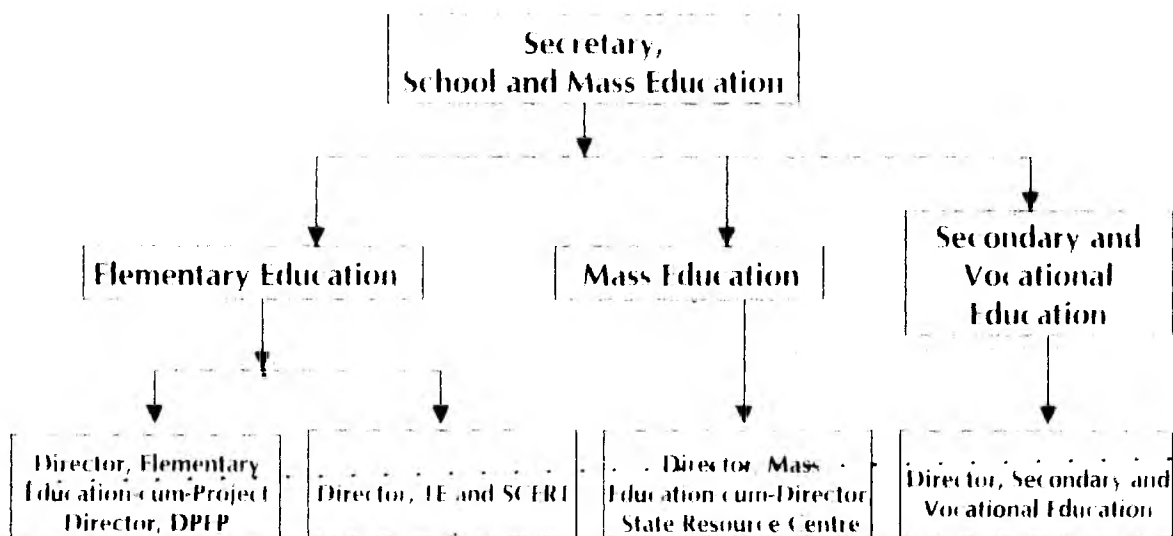 Secretary,
School and Mass Education
Elementary Education
Mass Education
Secondary and
Vocational
Education
Director, Elementary
Education-cum-Project
Director, DPEP
Director, TE and SCERT
Director, Mass
Education-cum-Director
State Resource Centre
Director, Secondary and
Vocational Education